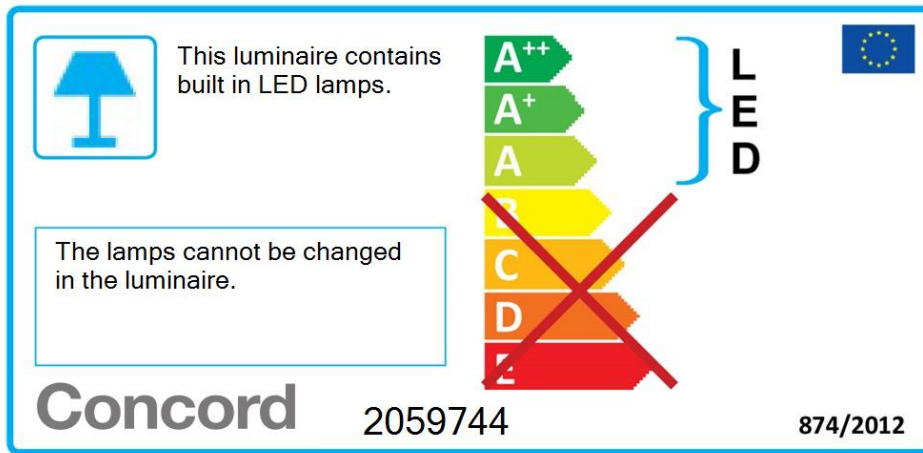 This luminaire contains
built in LED lamps.
The lamps cannot be changed
in the luminaire.
A++
A+
A
B
C
D
E
L
E
D
Concord
2059744
874/2012